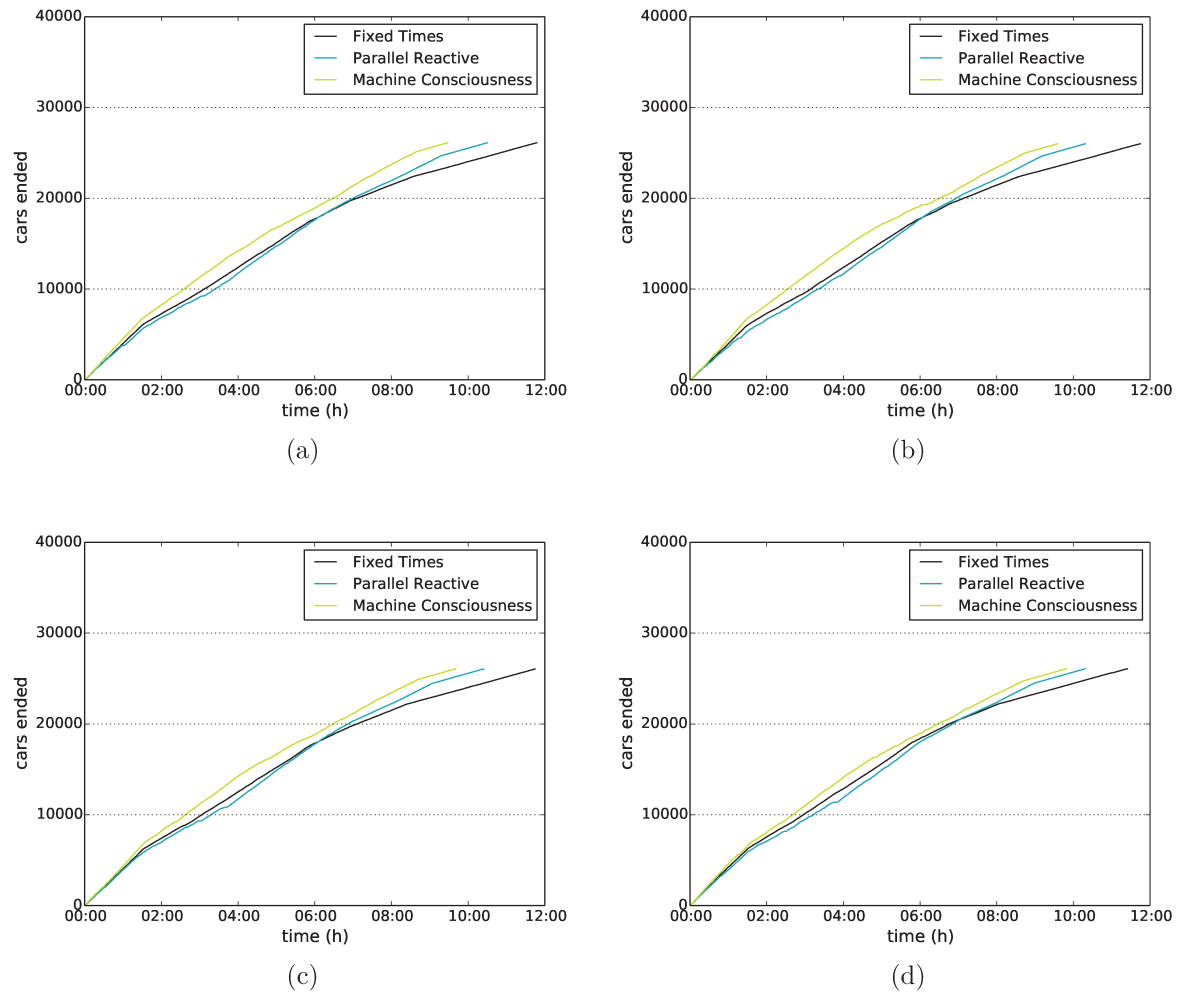 40000
30000
20000
10000
0
cars ended
00:00 02:00 04:00 06:00 08:00 10:00 12:00
time (h)
Fixed Times
Parallel Reactive
Machine Consciousness
(a)
40000
30000
20000
10000
0
cars ended
00:00 02:00 04:00 06:00 08:00 10:00 12:00
time (h)
Fixed Times
Parallel Reactive
Machine Consciousness
(b)
40000
30000
20000
10000
0
cars ended
00:00 02:00 04:00 06:00 08:00 10:00 12:00
time (h)
Fixed Times
Parallel Reactive
Machine Consciousness
(c)
40000
30000
20000
10000
0
cars ended
00:00 02:00 04:00 06:00 08:00 10:00 12:00
time (h)
Fixed Times
Parallel Reactive
Machine Consciousness
(d)